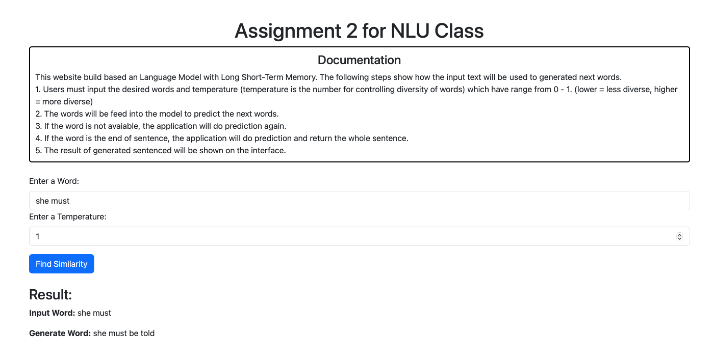 Assignment 2 for NLU Class
Documentation
This website build based an Language Model with Long Short-Term Memory. The following steps show how the input text will be used to generated next words.
1. Users must input the desired words and temperature (temperature is the number for controlling diversity of words) which have range from 0 - 1. (lower = less diverse, higher
= more diverse)
2. The words will be feed into the model to predict the next words.
3. If the word is not avaiable, the application will do prediction again.
4. If the word is the end of sentence, the application will do prediction and return the whole sentence.
5. The result of generated sentenced will be shown on the interface.
Enter a Word:
she must
Enter a Temperature:
1
Find Similarity
Result:
Input Word: she must
Generate Word: she must be told